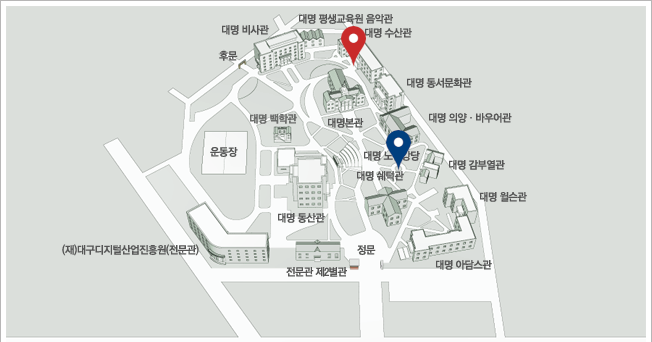 대명 평생교육원 음악관
대명 비사관
대명 수산관
후문
대명 동서문화관
대명 백학관
대명본관
대명 의양 · 바우어관
운동장
대명 노
강당
대명 감부열관
대명 쉐턱관
대명 월슨관
대명 동산관
(재)대구디지털산업진흥원(전문관)
정문
전문관 제2별관
대명 아담스관